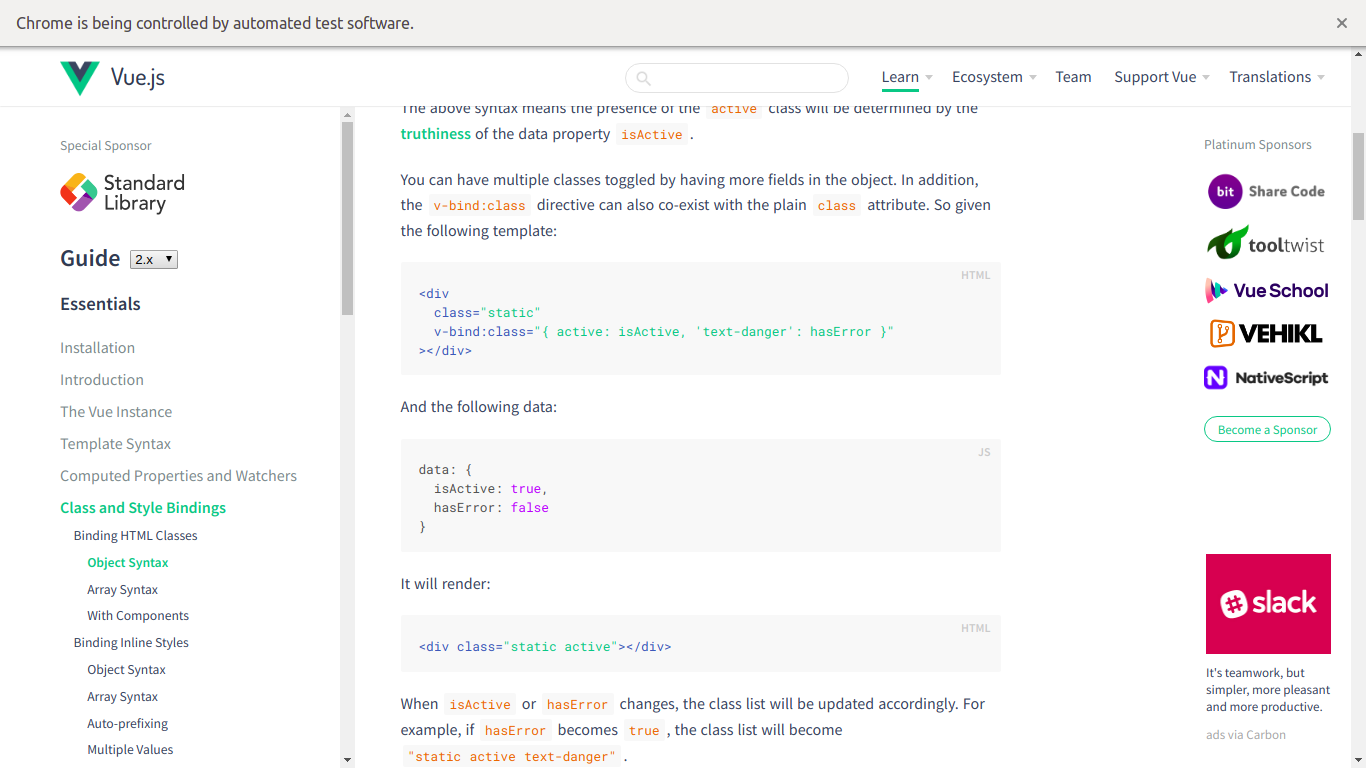 Chrome is being controlled by automated test software.
Vue.js
Learn
Ecosystem
Team
Support Vue
Translations
Special Sponsor
Standard
Library
Guide
2.x
Essentials
Installation
Introduction
The Vue Instance
Template Syntax
Computed Properties and Watchers
Class and Style Bindings
Binding HTML Classes
Object Syntax
Array Syntax
With Components
Binding Inline Styles
Object Syntax
Array Syntax
Auto-prefixing
Multiple Values
The above syntax means the presence of the active class will be determined by the
truthiness of the data property isActive .
You can have multiple classes toggled by having more fields in the object. In addition,
the v-bind:class directive can also co-exist with the plain class attribute. So given
the following template:
HTML
<div
class="static"
v-bind:class="{ active: isActive, 'text-danger': hasError }"
></div>
And the following data:
JS
data: {
isActive: true,
hasError: false
}
It will render:
HTML
<div class="static active"></div>
When isActive or hasError changes, the class list will be updated accordingly. For
example, if hasError becomes true , the class list will become
"static active text-danger" .
Platinum Sponsors
bit Share Code
tooltwist
Vue School
VEHIKL
NativeScript
Become a Sponsor
slack
It's teamwork, but
simpler, more pleasant
and more productive.
ads via Carbon